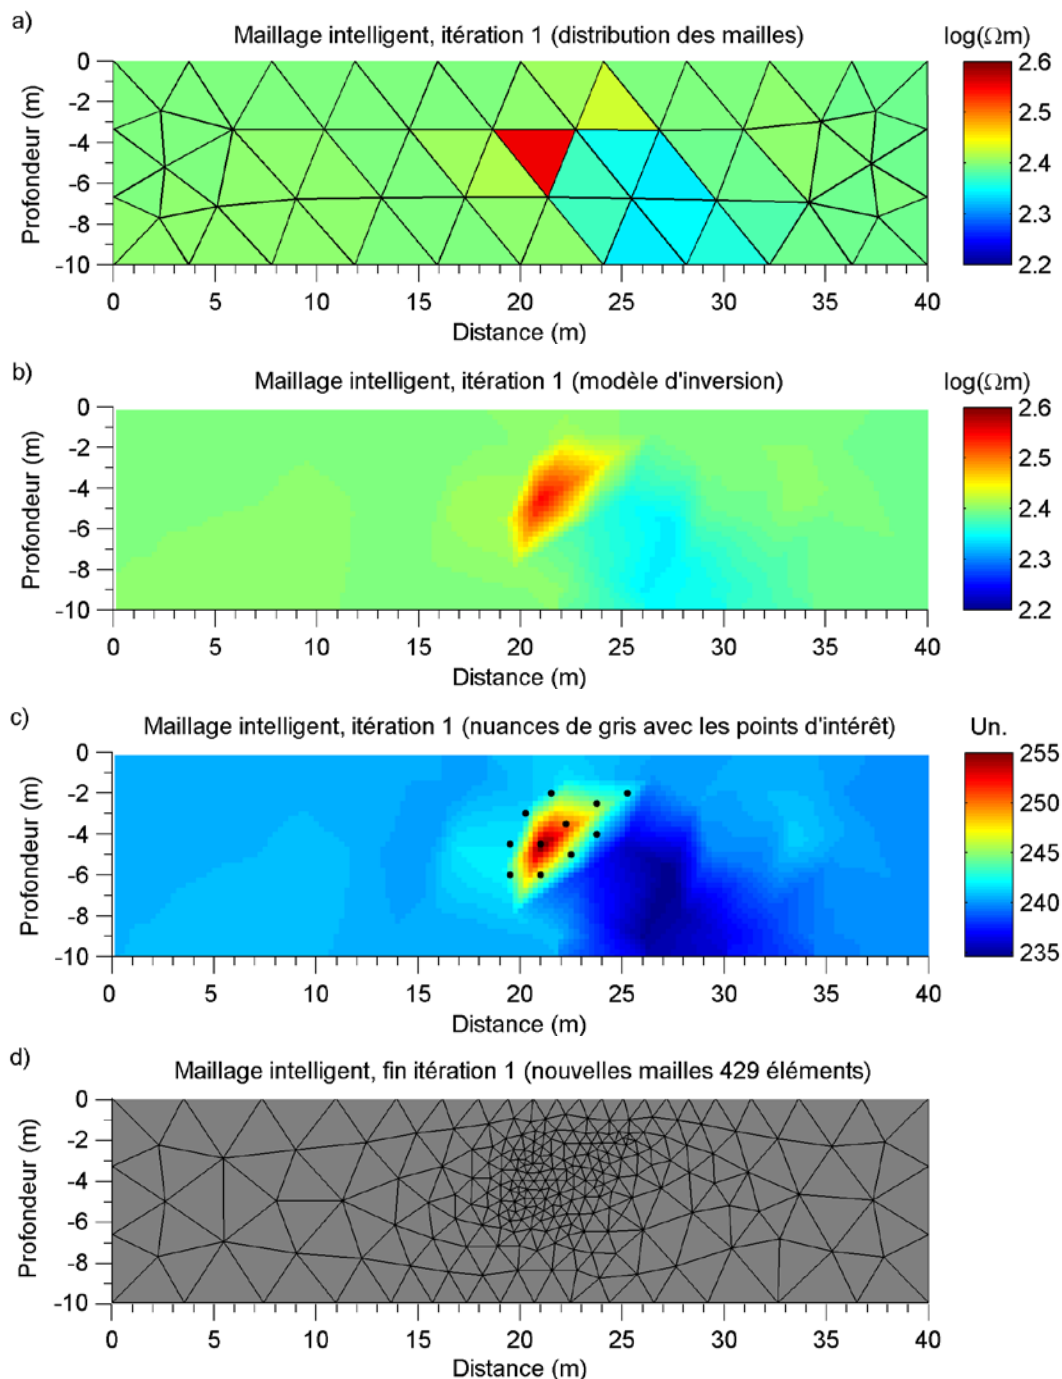 a)
Maillage intelligent, itération 1 (distribution des mailles)
log(Ωm)
Profondeur (m)
0
-2
-4
-6
-8
-10
0 5 10 15 20 25 30 35 40
Distance (m)
2.6
2.5
2.4
2.3
2.2
b)
Maillage intelligent, itération 1 (modèle d'inversion)
log(Ωm)
Profondeur (m)
0
-2
-4
-6
-8
-10
0 5 10 15 20 25 30 35 40
Distance (m)
2.6
2.5
2.4
2.3
2.2
c)
Maillage intelligent, itération 1 (nuances de gris avec les points d'intérêt)
Un.
Profondeur (m)
0
-2
-4
-6
-8
-10
0 5 10 15 20 25 30 35 40
Distance (m)
255
250
245
240
235
d)
Maillage intelligent, fin itération 1 (nouvelles mailles 429 éléments)
Profondeur (m)
0
-2
-4
-6
-8
-10
0 5 10 15 20 25 30 35 40
Distance (m)